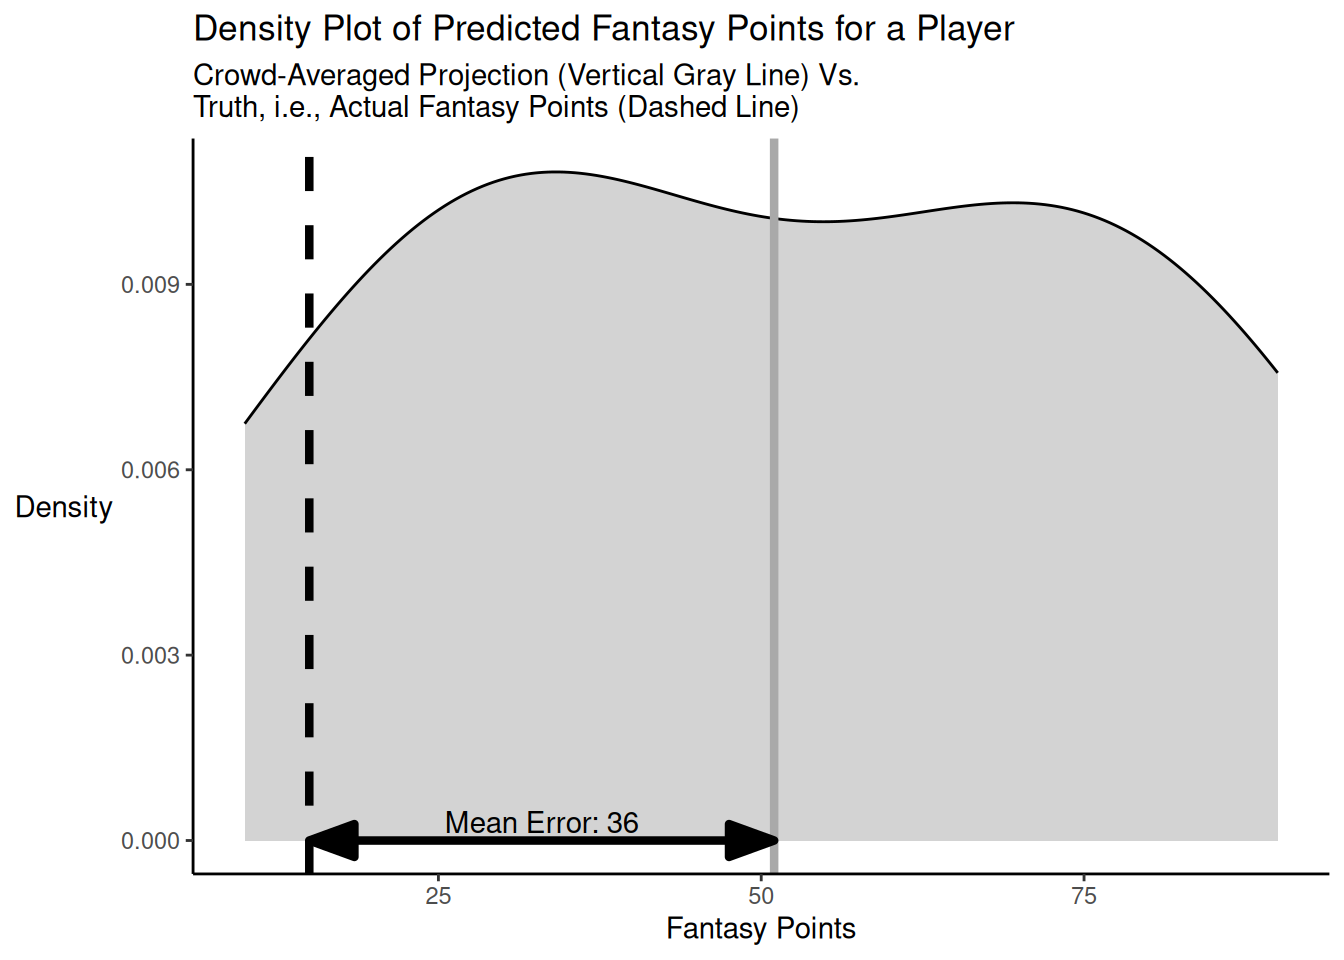 Density Plot of Predicted Fantasy Points for a Player
Crowd-Averaged Projection (Vertical Gray Line) Vs.
Truth, i.e., Actual Fantasy Points (Dashed Line)
0.009
0.006
Density
0.003
Mean Error: 36
0.000
25 50 75
Fantasy Points